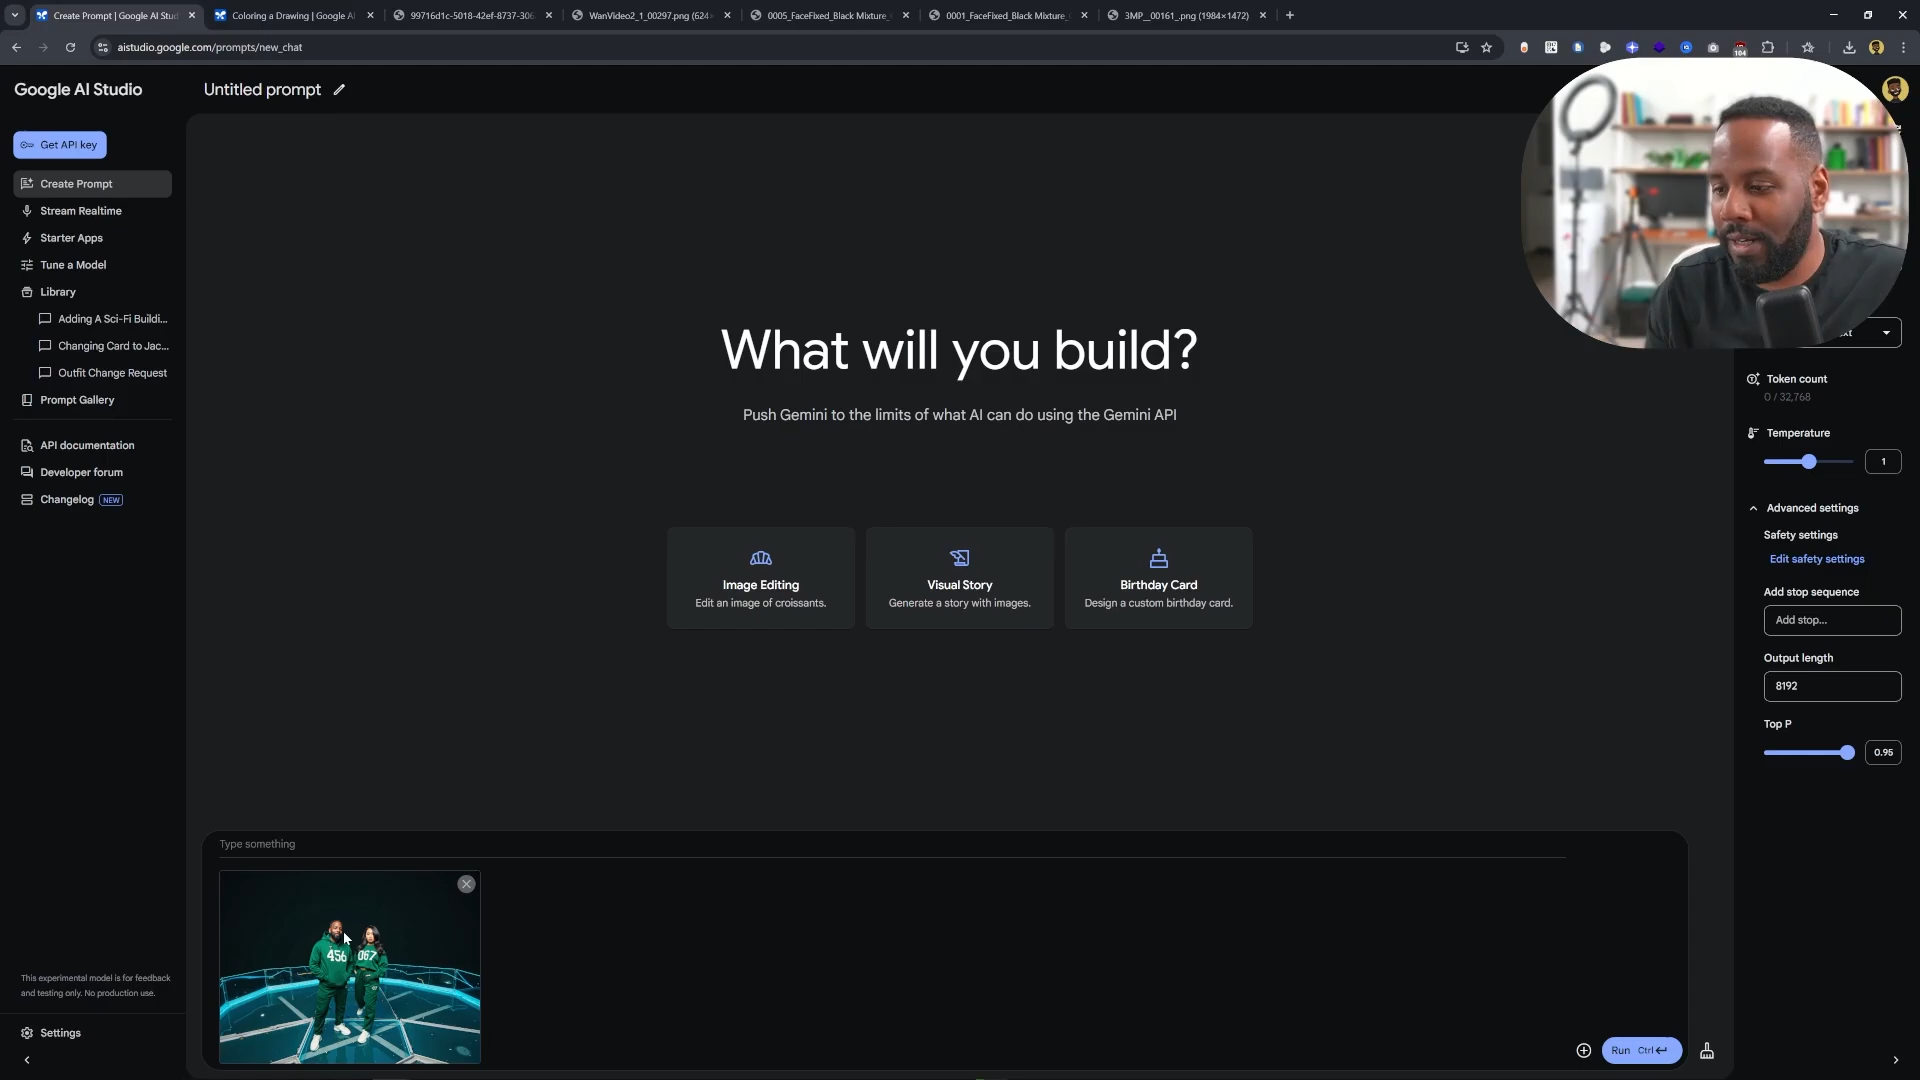 Create Prompt | Google AI Stud
Coloring a Drawing | Google AI
99716d1c-5018-42ef-8737-306
WanVideo2_1_00297.png (624
0005_FaceFixed_Black Mixture_
0001_FaceFixed_Black Mixture_
3MP__00161_.png (1984×1472)
aistudio.google.com/prompts/new_chat
104
Google AI Studio
Untitled prompt
Get API key
Create Prompt
Stream Realtime
Starter Apps
Tune a Model
Library
Adding A Sci-Fi Buildi...
Changing Card to Jac...
Outfit Change Request
Prompt Gallery
API documentation
Developer forum
Changelog NEW
This experimental model is for feedback
and testing only. No production use.
Settings
What will you build?
Push Gemini to the limits of what AI can do using the Gemini API
Image Editing
Edit an image of croissants.
Visual Story
Generate a story with images.
Birthday Card
Design a custom birthday card.
Type something
456
067
Run Ctrl
Token count
0 / 32,768
Temperature
1
Advanced settings
Safety settings
Edit safety settings
Add stop sequence
Add stop...
Output length
8192
Top P
0.95